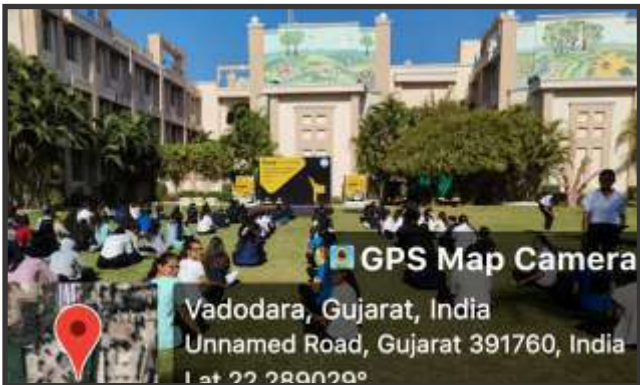 GPS Map Camera
Vadodara, Gujarat, India
Unnamed Road, Gujarat 391760, India
Lat 22.289029°